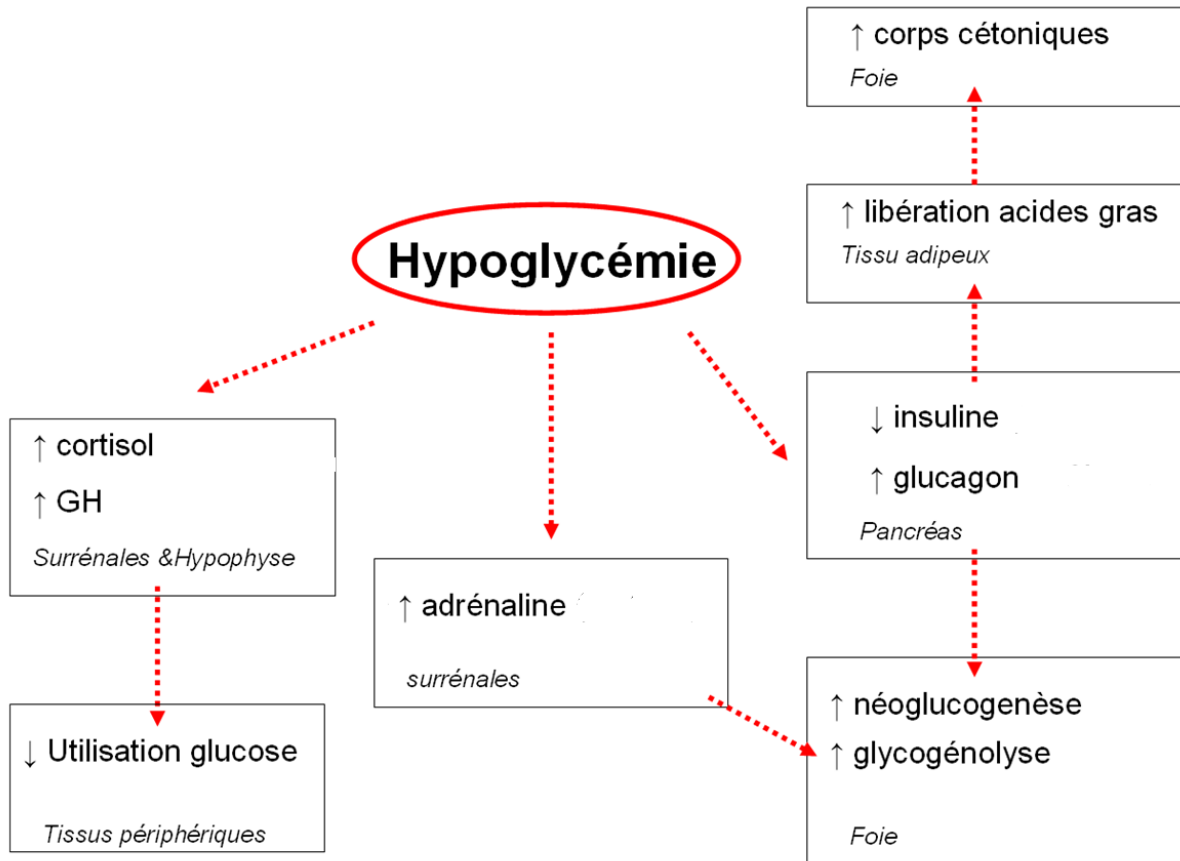 ↑ corps cétoniques
Foie
↑ libération acides gras
Tissu adipeux
Hypoglycémie
↓ insuline
↑ glucagon
Pancréas
↑ cortisol
↑ GH
Surrénales &Hypophyse
↑ adrénaline
surrénales
↑ néoglucogenèse
↑ glycogénolyse
Foie
↓ Utilisation glucose
Tissus périphériques